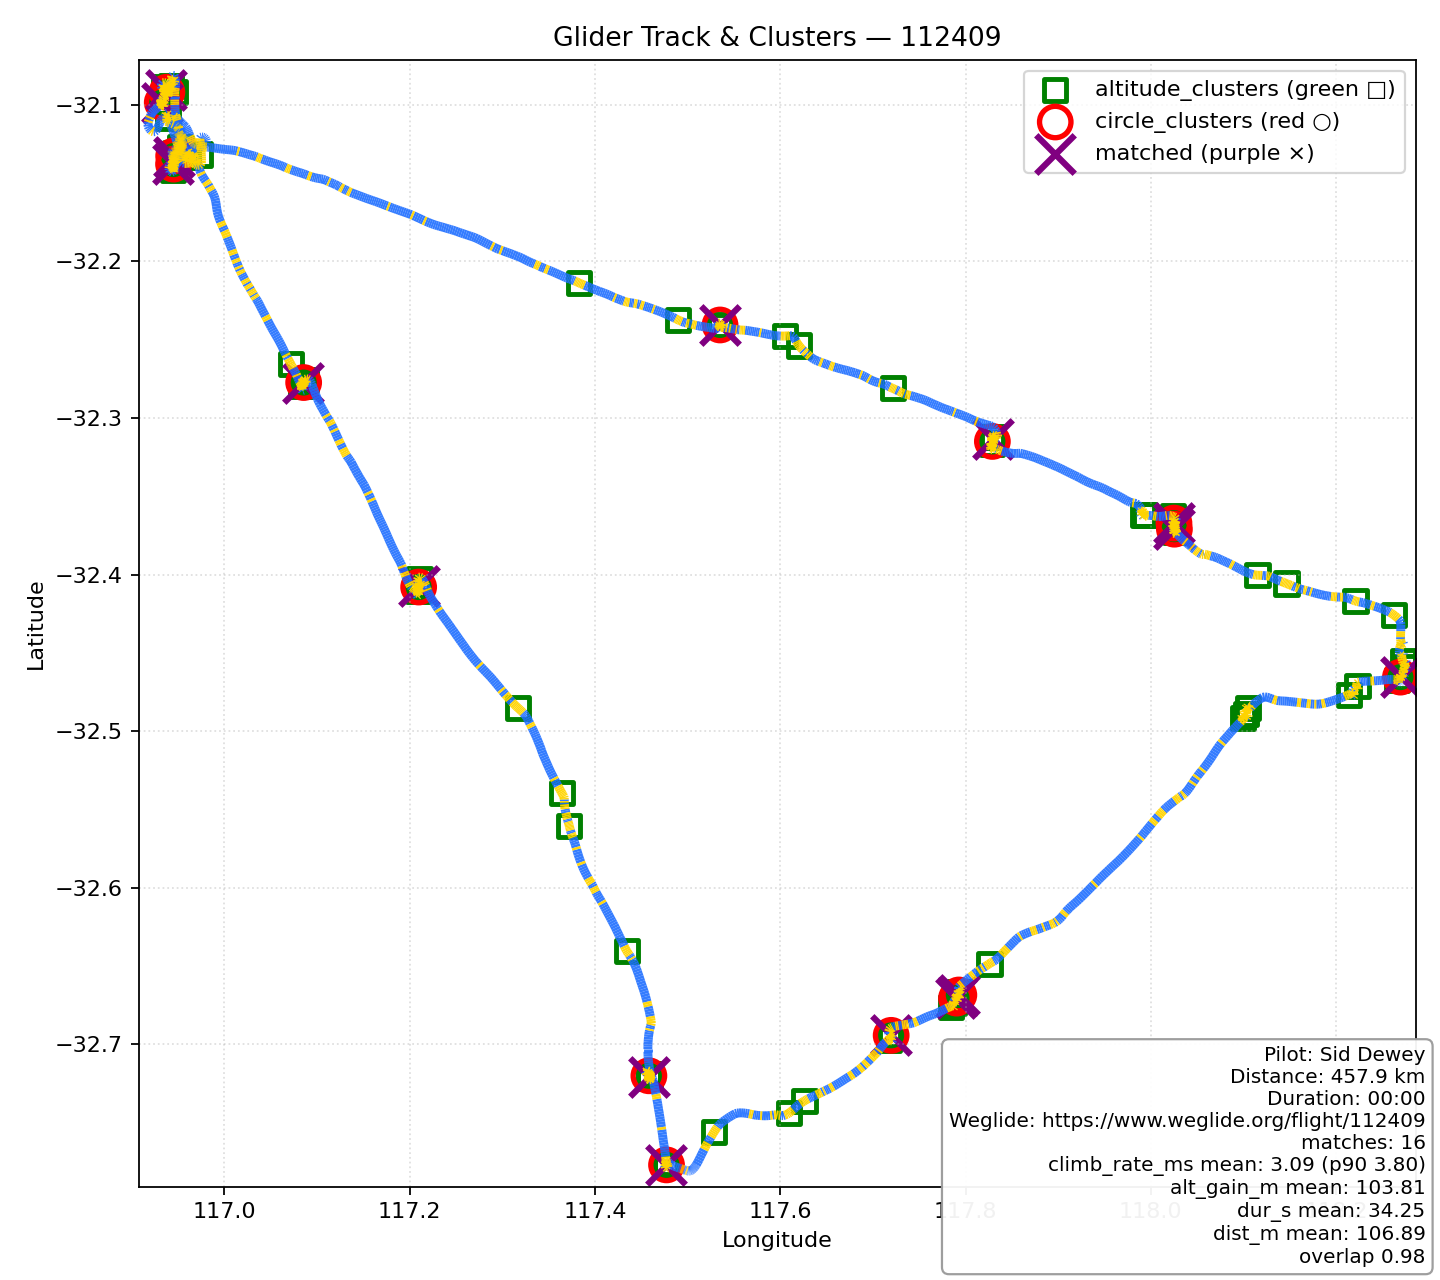 Glider Track & Clusters — 112409
altitude_clusters (green □)
circle_clusters (red ○)
matched (purple ×)
−32.1
−32.2
−32.3
−32.4
−32.5
−32.6
−32.7
Latitude
117.0
117.2
117.4
117.6
117.8
118.0
Longitude
Pilot: Sid Dewey
Distance: 457.9 km
Duration: 00:00
Weglide: https://www.weglide.org/flight/112409
matches: 16
climb_rate_ms mean: 3.09 (p90 3.80)
alt_gain_m mean: 103.81
dur_s mean: 34.25
dist_m mean: 106.89
overlap 0.98